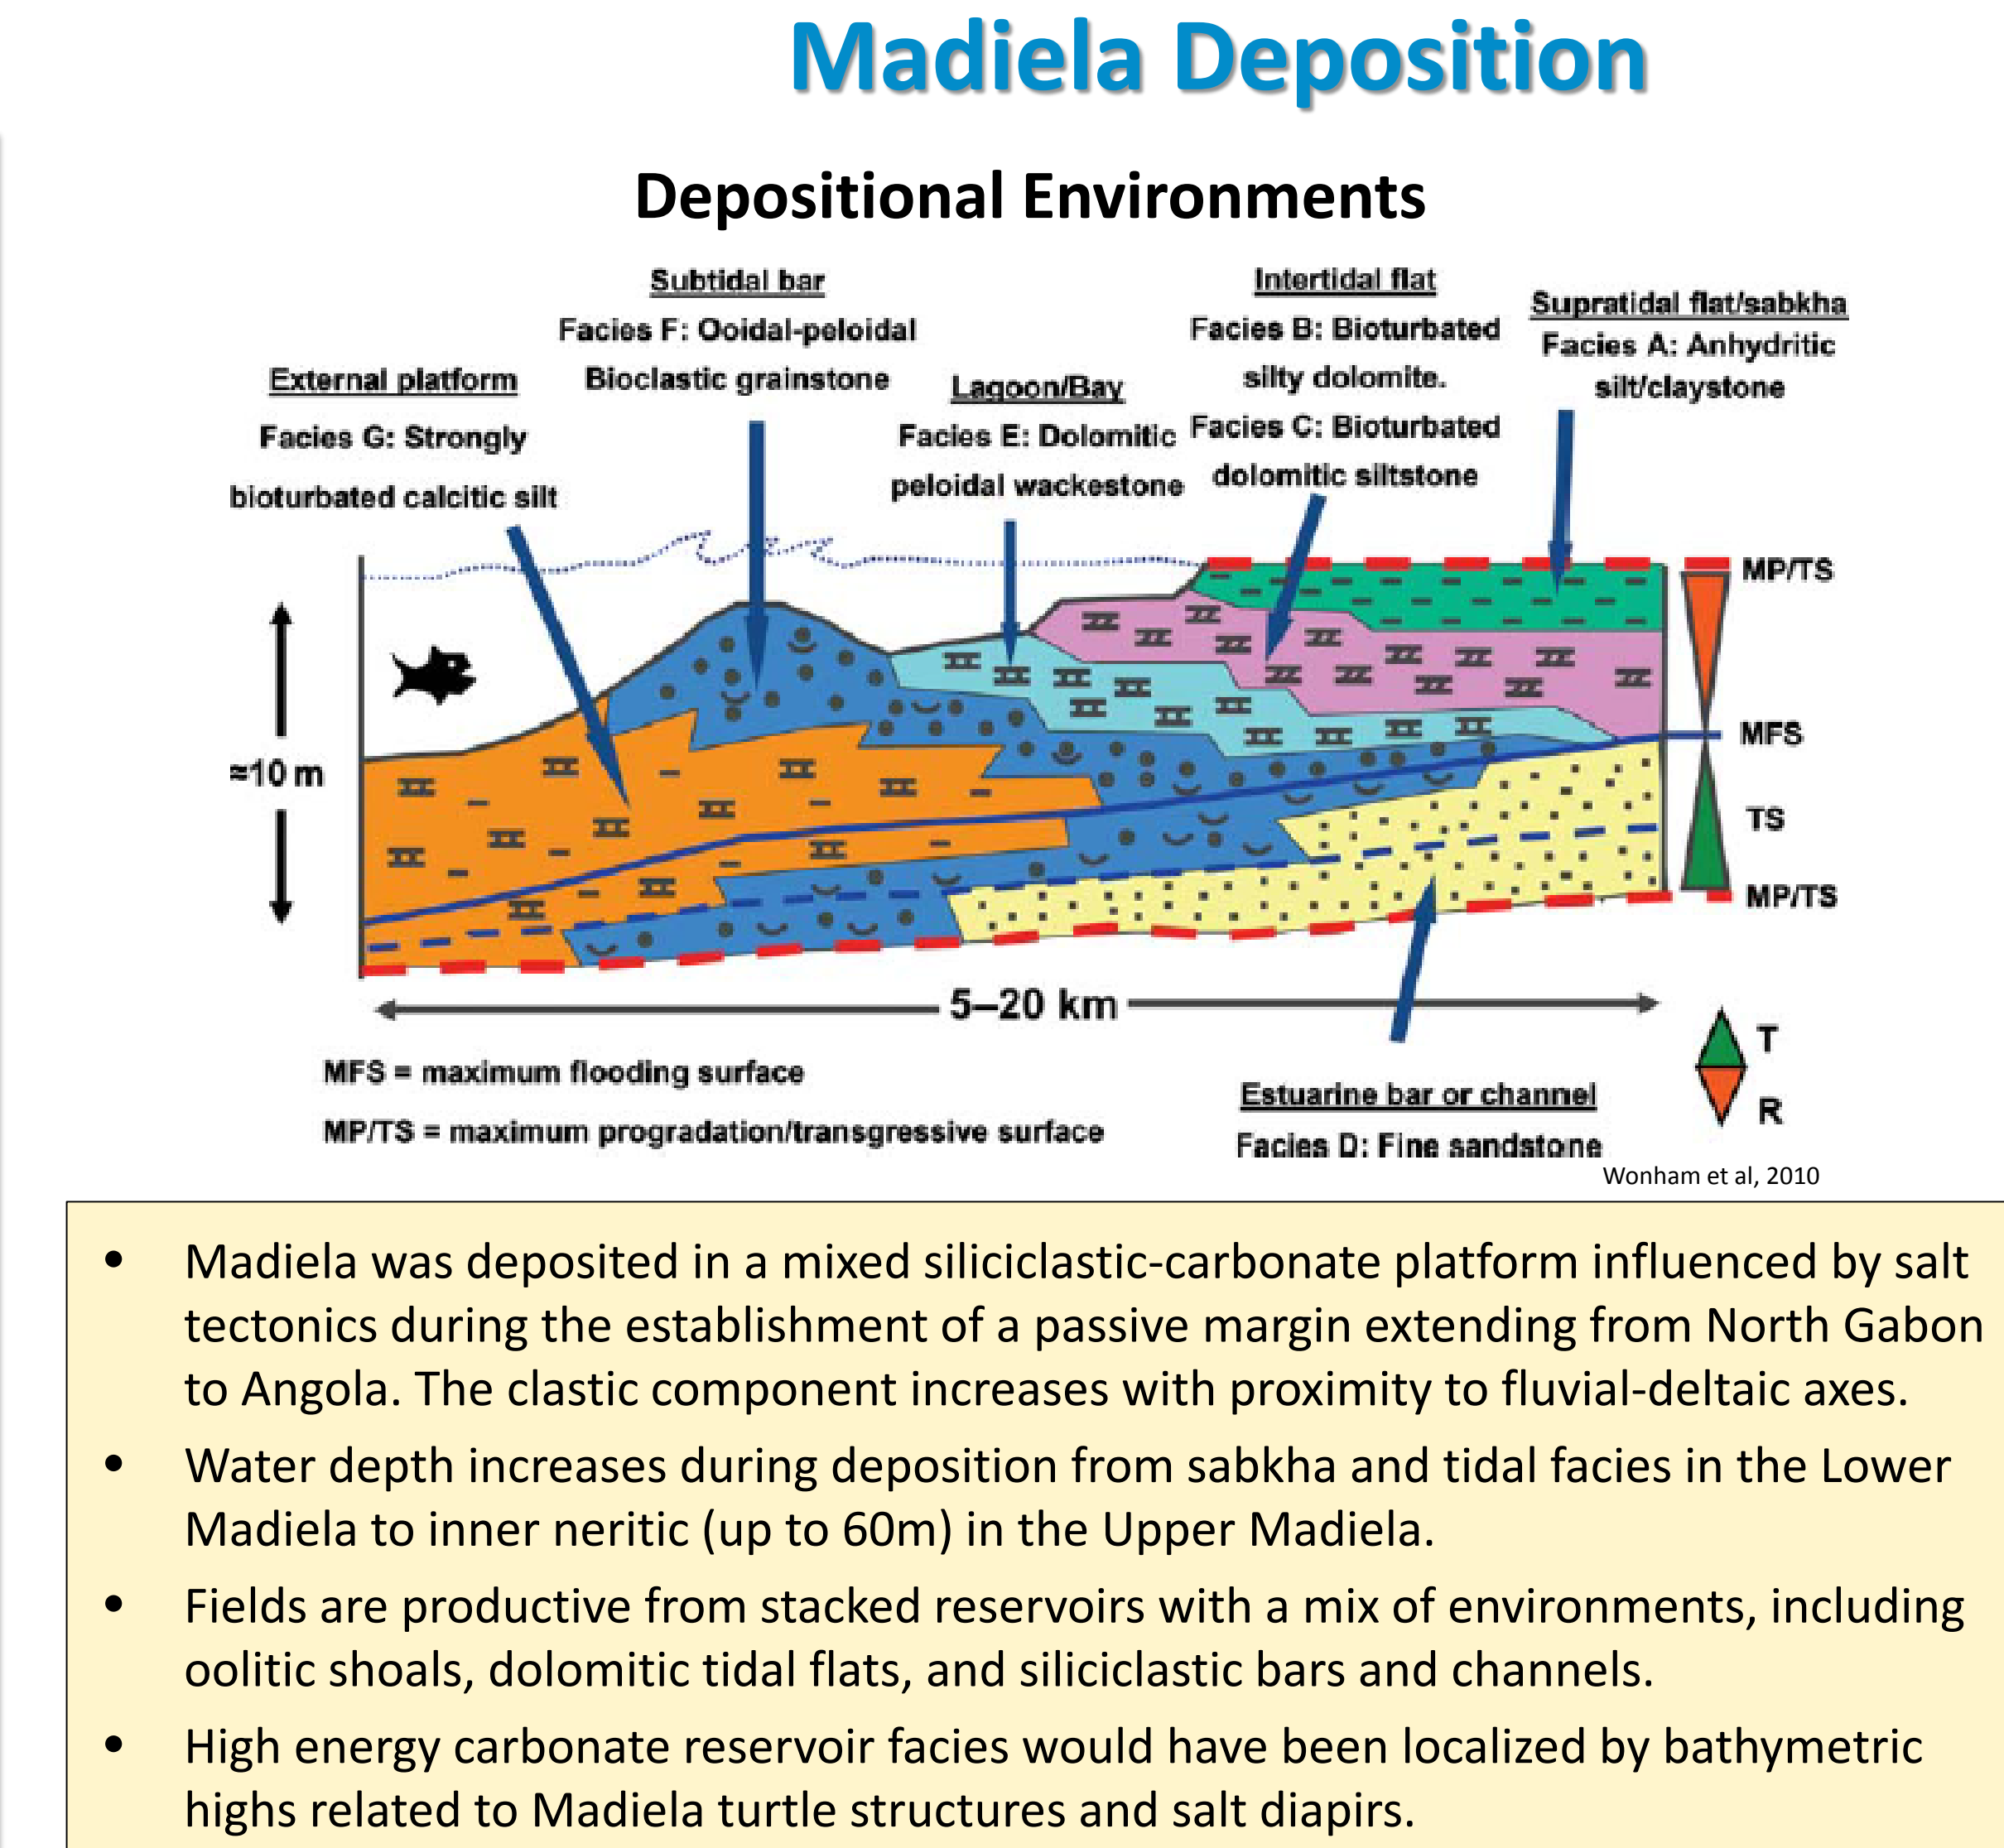 Madiela Deposition
Depositional Environments
External platform
Facies G: Strongly
bioturbated calcitic silt
Subtidal bar
Facies F: Ooidal-peloidal
Bioclastic grainstone
Lagoon/Bay
Facies E: Dolomitic
peloidal wackestone
Intertidal flat
Facies B: Bioturbated
silty dolomite.
Facies C: Bioturbated
dolomitic siltstone
Supratidal flat/sabkha
Facies A: Anhydritic
silt/claystone
MP/TS
MFS
TS
MP/TS
≈10 m
5–20 km
T
R
MFS = maximum flooding surface
MP/TS = maximum progradation/transgressive surface
Estuarine bar or channel
Facies D: Fine sandstone
Wonham et al, 2010
• Madiela was deposited in a mixed siliciclastic-carbonate platform influenced by salt
tectonics during the establishment of a passive margin extending from North Gabon
to Angola. The clastic component increases with proximity to fluvial-deltaic axes.
• Water depth increases during deposition from sabkha and tidal facies in the Lower
Madiela to inner neritic (up to 60m) in the Upper Madiela.
• Fields are productive from stacked reservoirs with a mix of environments, including
oolitic shoals, dolomitic tidal flats, and siliciclastic bars and channels.
• High energy carbonate reservoir facies would have been localized by bathymetric
highs related to Madiela turtle structures and salt diapirs.